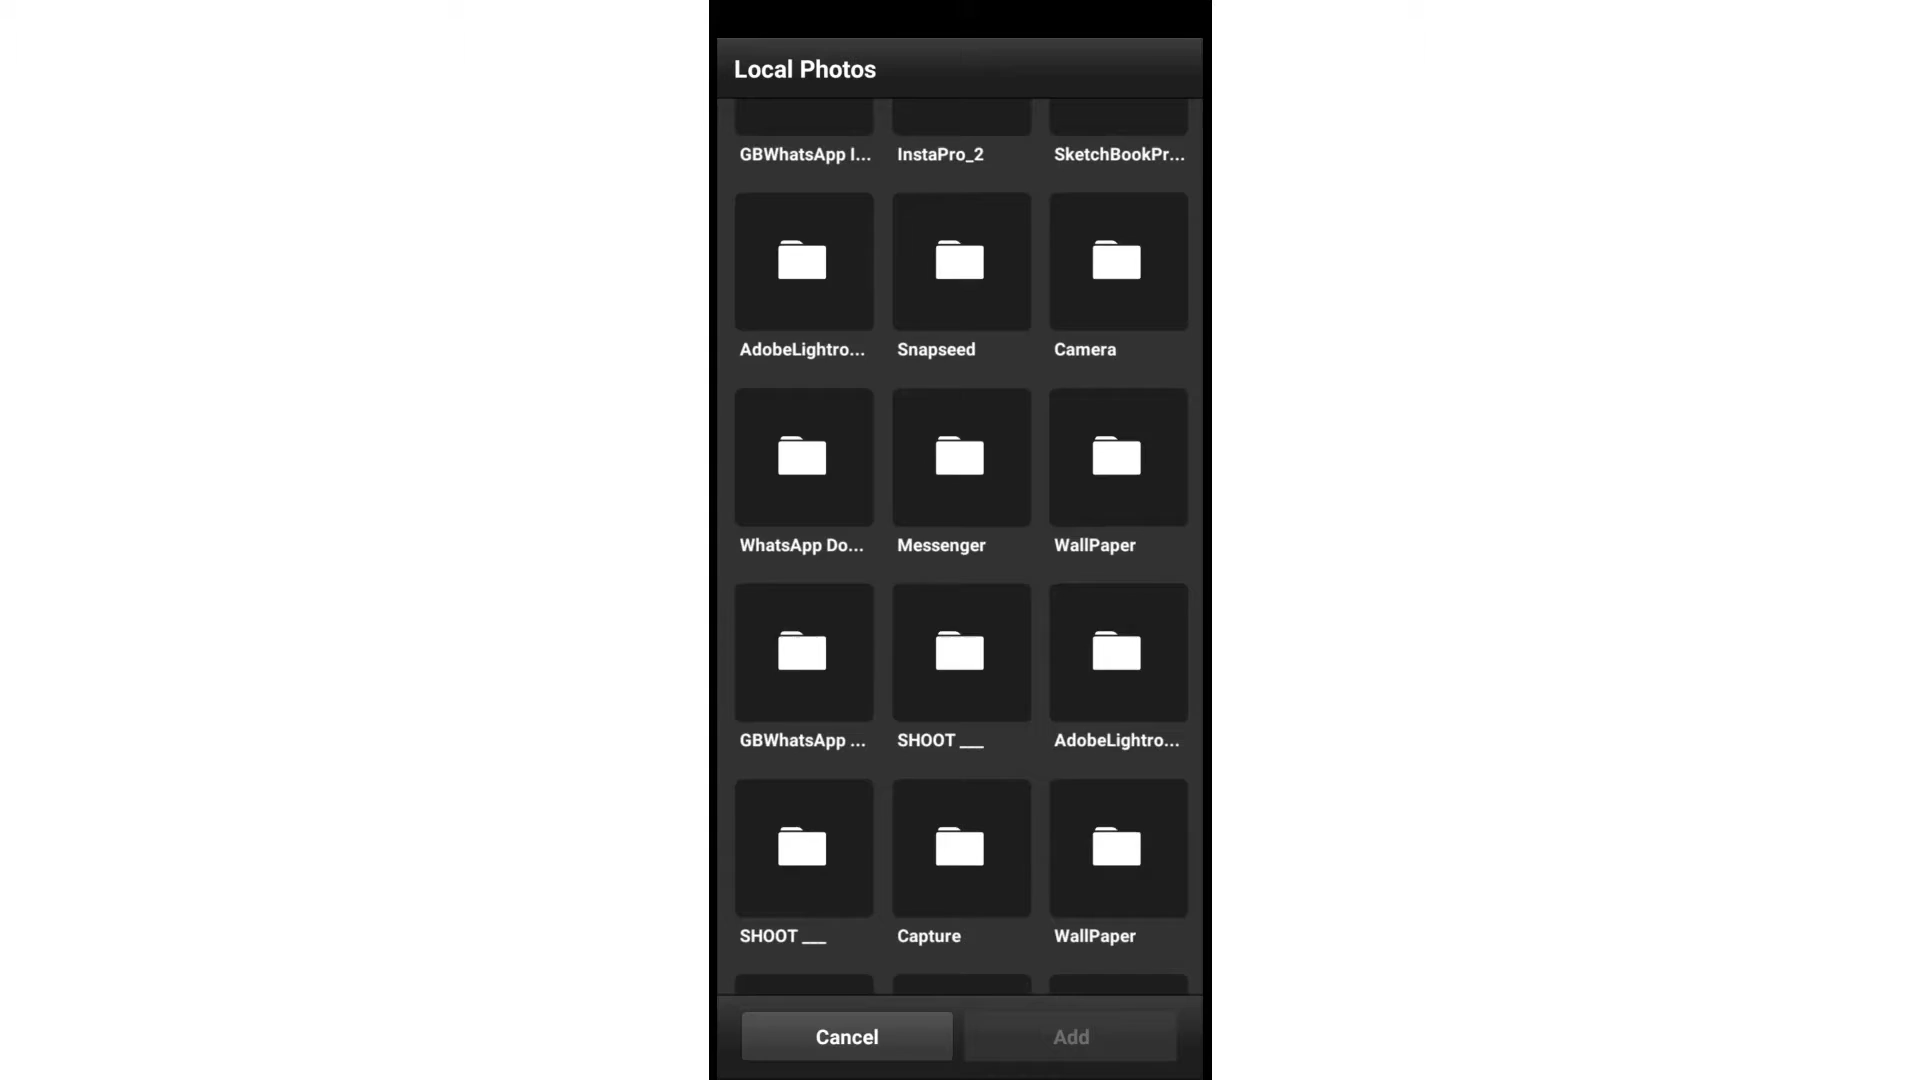 Local Photos
GBWhatsApp I...
InstaPro_2
SketchBookPr...
AdobeLightro...
Snapseed
Camera
WhatsApp Do...
Messenger
WallPaper
GBWhatsApp ...
SHOOT ___
AdobeLightro...
SHOOT ___
Capture
WallPaper
Cancel
Add